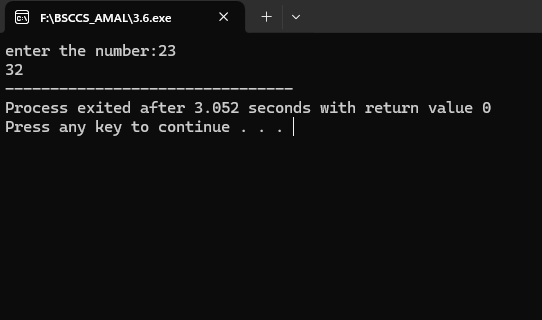 F:\BSCCS_AMAL\3.6.exe
enter the number:23
32
--------------------------------
Process exited after 3.052 seconds with return value 0
Press any key to continue . . .